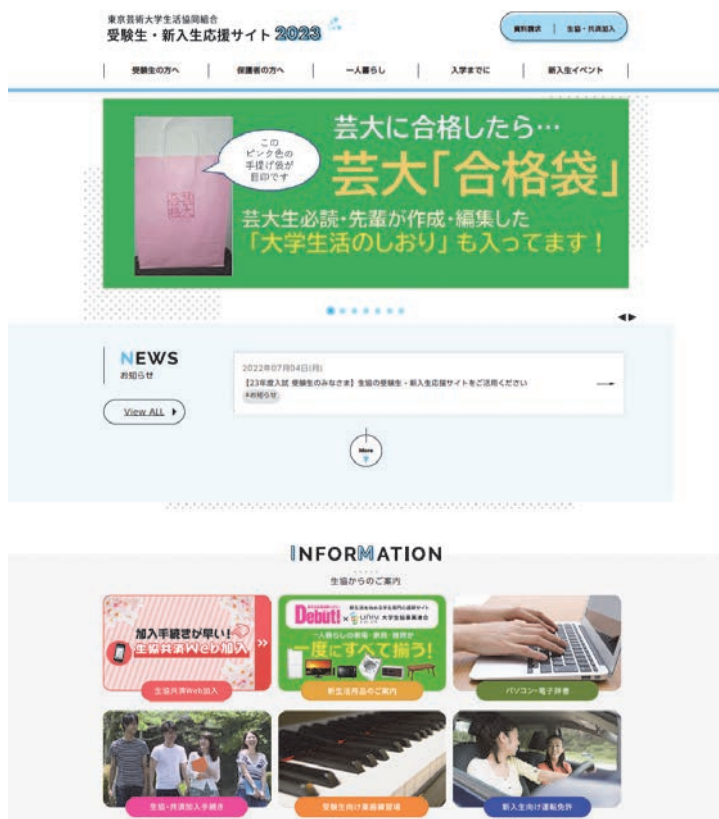 東京芸術大学生活協同組合
受験生・新入生応援サイト 2023
資料請求
生協・共済加入
受験生の方へ
保護者の方へ
一人暮らし
入学までに
新入生イベント
この
ピンク色の
手提げ袋が
目印です
芸大に合格したら…
芸大「合格袋」
芸大生必読・先輩が作成・編集した
「大学生活のしおり」も入ってます！
NEWS
お知らせ
View ALL
2022年07月04日(月)
【23年度入試 受験生のみなさま】生協の受験生・新入生応援サイトをご活用ください
#お知らせ
More
INFORMATION
生協からのご案内
加入手続きが早い！
生協共済Web加入
生協共済Web加入
Debut!
× univ 大学生協事業連合
一人暮らしの家電・家具・雑貨が
一度にすべて揃う！
新生活用品のご案内
パソコン・電子辞書
生協・共済加入手続き
受験生向け楽器練習場
新入生向け運転免許